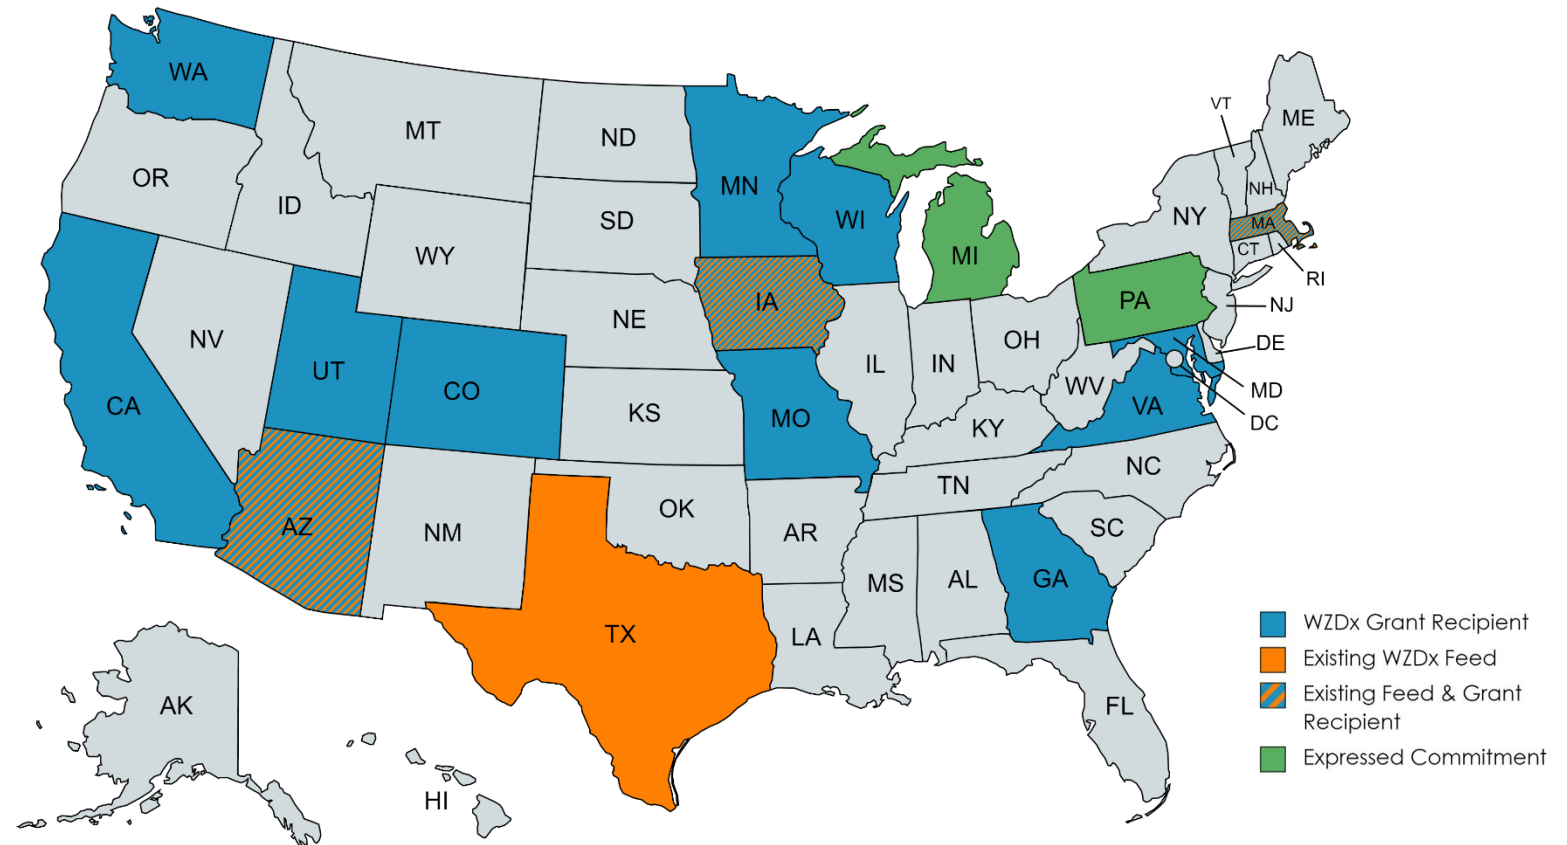 WA
MT
ND
OR
ID
MN
SD
WI
WY
MI
VT
ME
NH
NY
MA
CT
RI
NJ
PA
IA
NE
NV
UT
CO
CA
IL
IN
OH
DE
MD
DC
WV
VA
KS
MO
KY
NC
TN
AZ
NM
OK
AR
SC
MS
AL
GA
TX
LA
FL
AK
HI
WZDx Grant Recipient
Existing WZDx Feed
Existing Feed & Grant
Recipient
Expressed Commitment